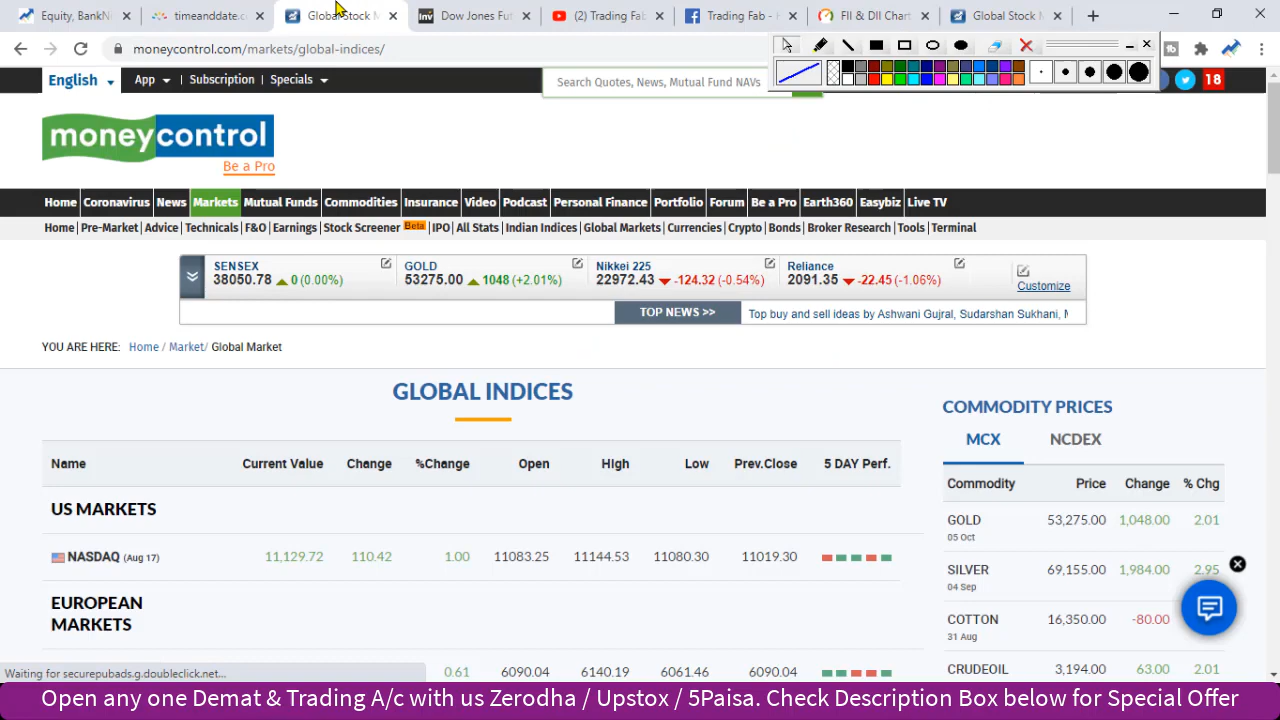 Equity, BankNi
timeanddate.c
Global Stock M
Dow Jones Fut
(2) Trading Fab
Trading Fab - H
FII & DII Chart
Global Stock M
moneycontrol.com/markets/global-indices/
English
App
Subscription
Specials
Search Quotes, News, Mutual Fund NAVs
18
moneycontrol
Be a Pro
Home Coronavirus News Markets Mutual Funds Commodities Insurance Video Podcast Personal Finance Portfolio Forum Be a Pro Earth360 Easybiz Live TV
Home | Pre-Market | Advice | Technicals | F&O | Earnings | Stock Screener Beta | IPO | All Stats | Indian Indices | Global Markets | Currencies | Crypto | Bonds | Broker Research | Tools | Terminal
SENSEX GOLD Nikkei 225 Reliance
38050.78 0 (0.00%) 53275.00 1048 (+2.01%) 22972.43 -124.32 (-0.54%) 2091.35 -22.45 (-1.06%) Customize
TOP NEWS >> Top buy and sell ideas by Ashwani Gujral, Sudarshan Sukhani, M
YOU ARE HERE: Home / Market/ Global Market
GLOBAL INDICES
Name Current Value Change %Change Open High Low Prev.Close 5 DAY Perf.
US MARKETS
NASDAQ (Aug 17) 11,129.72 110.42 1.00 11083.25 11144.53 11080.30 11019.30
EUROPEAN
MARKETS
0.61 6090.04 6140.19 6061.46 6090.04
COMMODITY PRICES
MCX NCDEX
Commodity Price Change % Chg
GOLD 53,275.00 1,048.00 2.01
05 Oct
SILVER 69,155.00 1,984.00 2.95
04 Sep
COTTON 16,350.00 -80.00
31 Aug
CRUDEOIL 3,194.00 63.00 2.01
Waiting for securepubads.g.doubleclick.net...
Open any one Demat & Trading A/c with us Zerodha / Upstox / 5Paisa. Check Description Box below for Special Offer